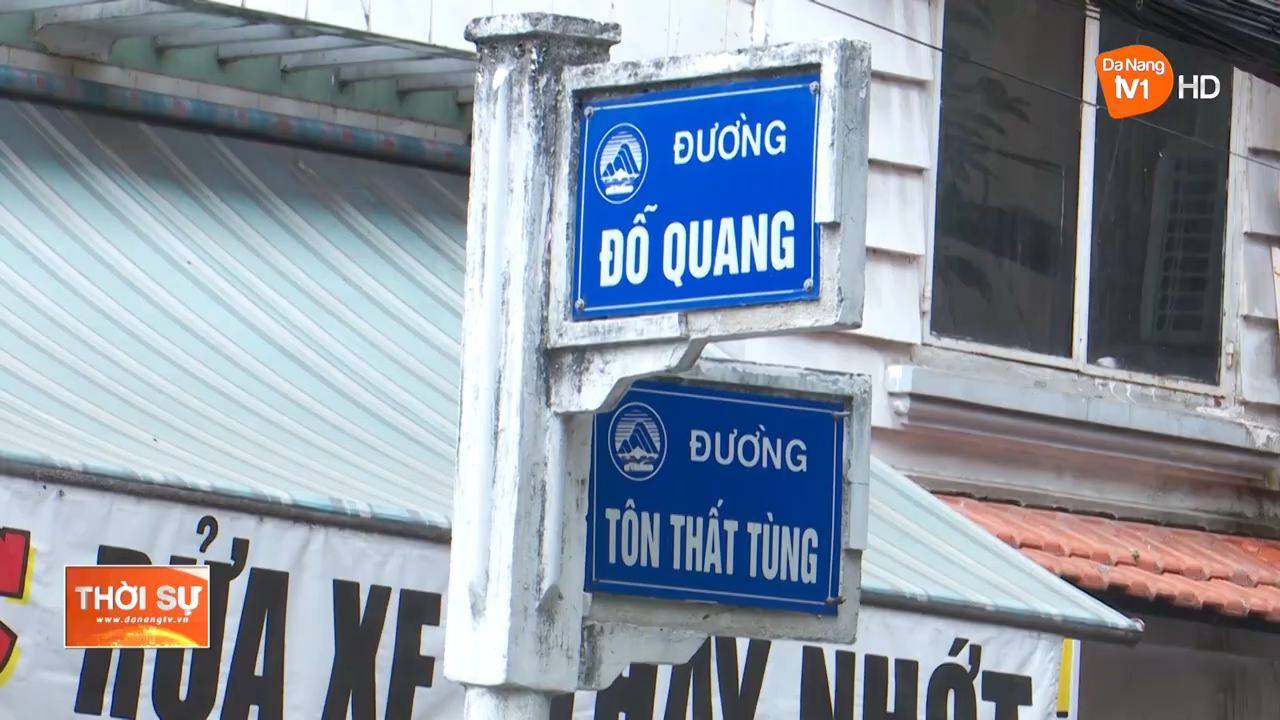 Da Nang
TV1 HD
ĐƯỜNG
ĐỖ QUANG
ĐƯỜNG
TÔN THẤT TÙNG
RỬA XE THAY NHỚT
THỜI SỰ
www.danangtv.vn